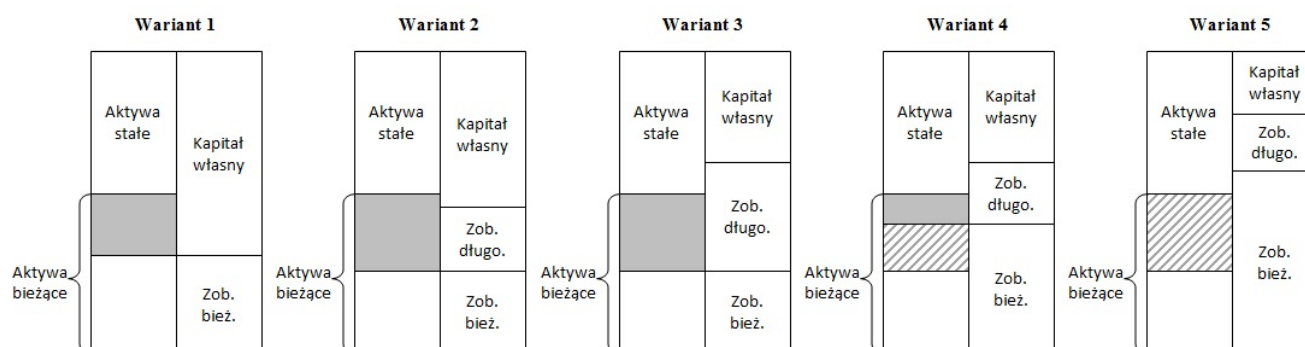 Wariant 1
Aktywa
stałe
Kapitał
własny
Aktywa
bieżące
Zob.
bież.
Wariant 2
Aktywa
stałe
Kapitał
własny
Zob.
długo.
Aktywa
bieżące
Zob.
bież.
Wariant 3
Aktywa
stałe
Kapitał
własny
Zob.
długo.
Aktywa
bieżące
Zob.
bież.
Wariant 4
Aktywa
stałe
Kapitał
własny
Zob.
długo.
Aktywa
bieżące
Zob.
bież.
Wariant 5
Aktywa
stałe
Kapitał
własny
Zob.
długo.
Aktywa
bieżące
Zob.
bież.